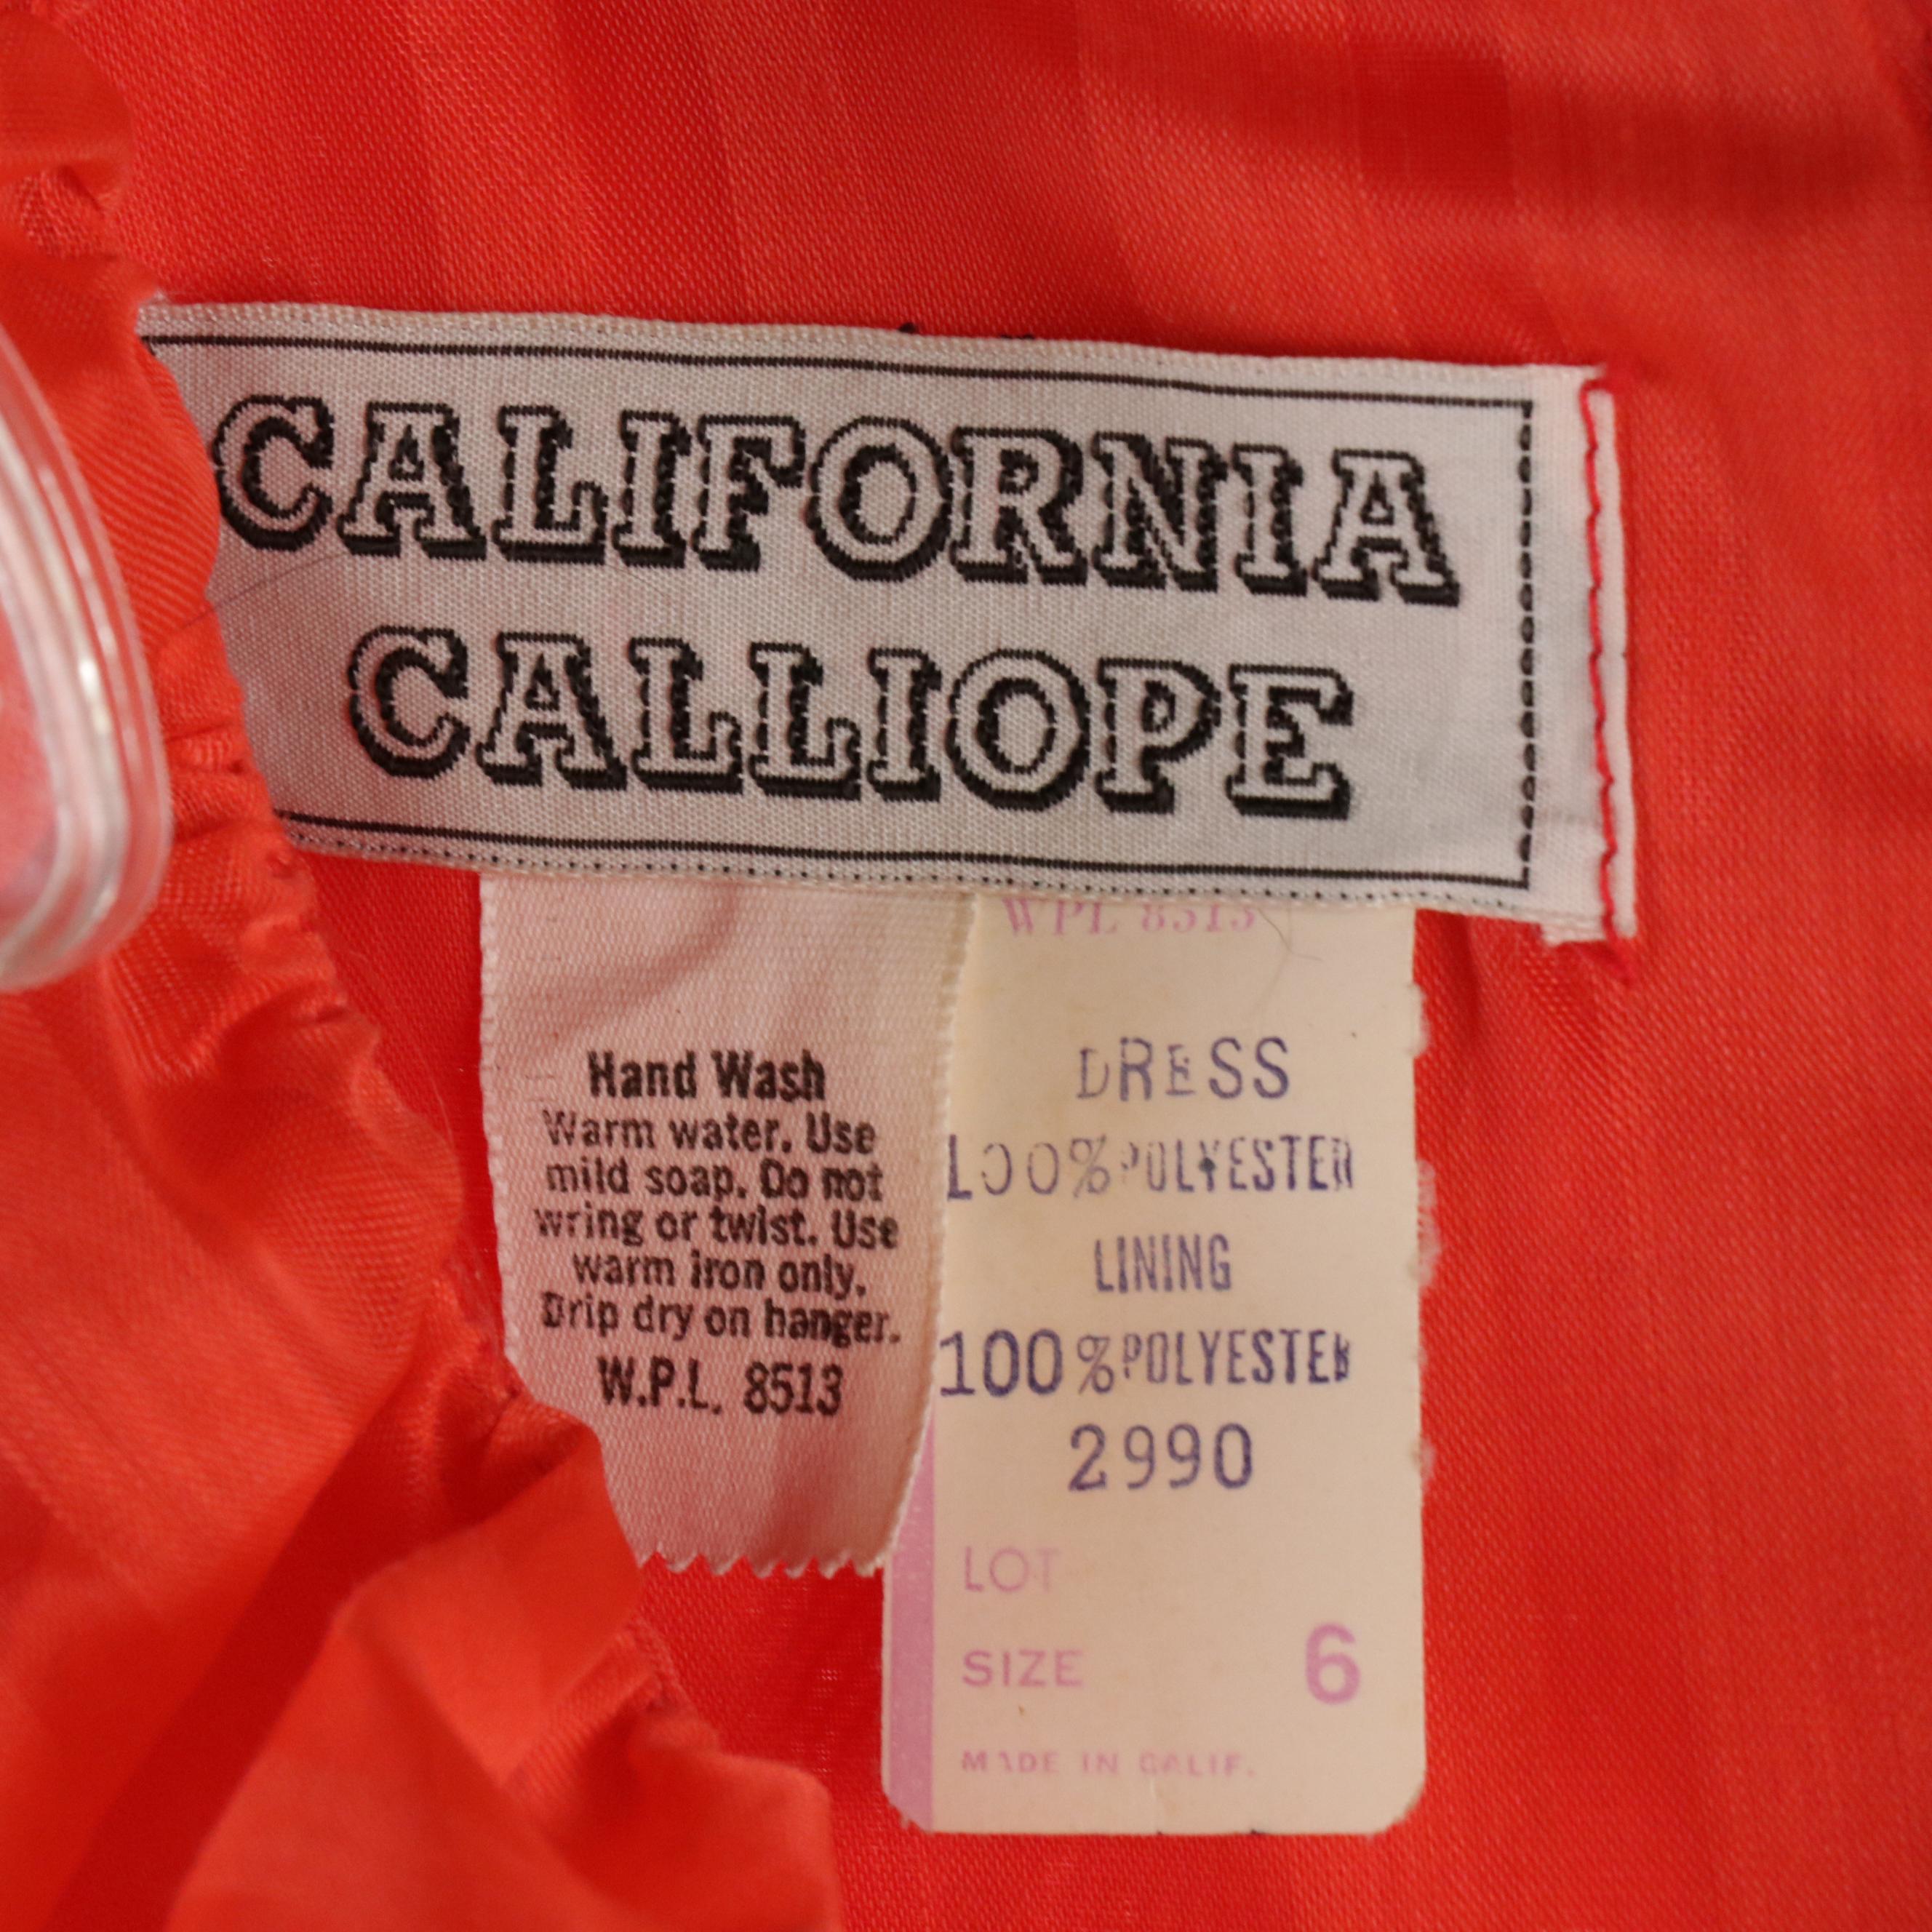 CALIFORNIA
CALLIOPE
Hand Wash
Warm water. Use
mild soap. Do not
wring or twist. Use
warm iron only.
Drip dry on hanger.
W.P.L. 8513
WPL 8513
DRESS
100% POLYESTER
LINING
100% POLYESTER
2990
LOT
SIZE 6
MADE IN CALIF.